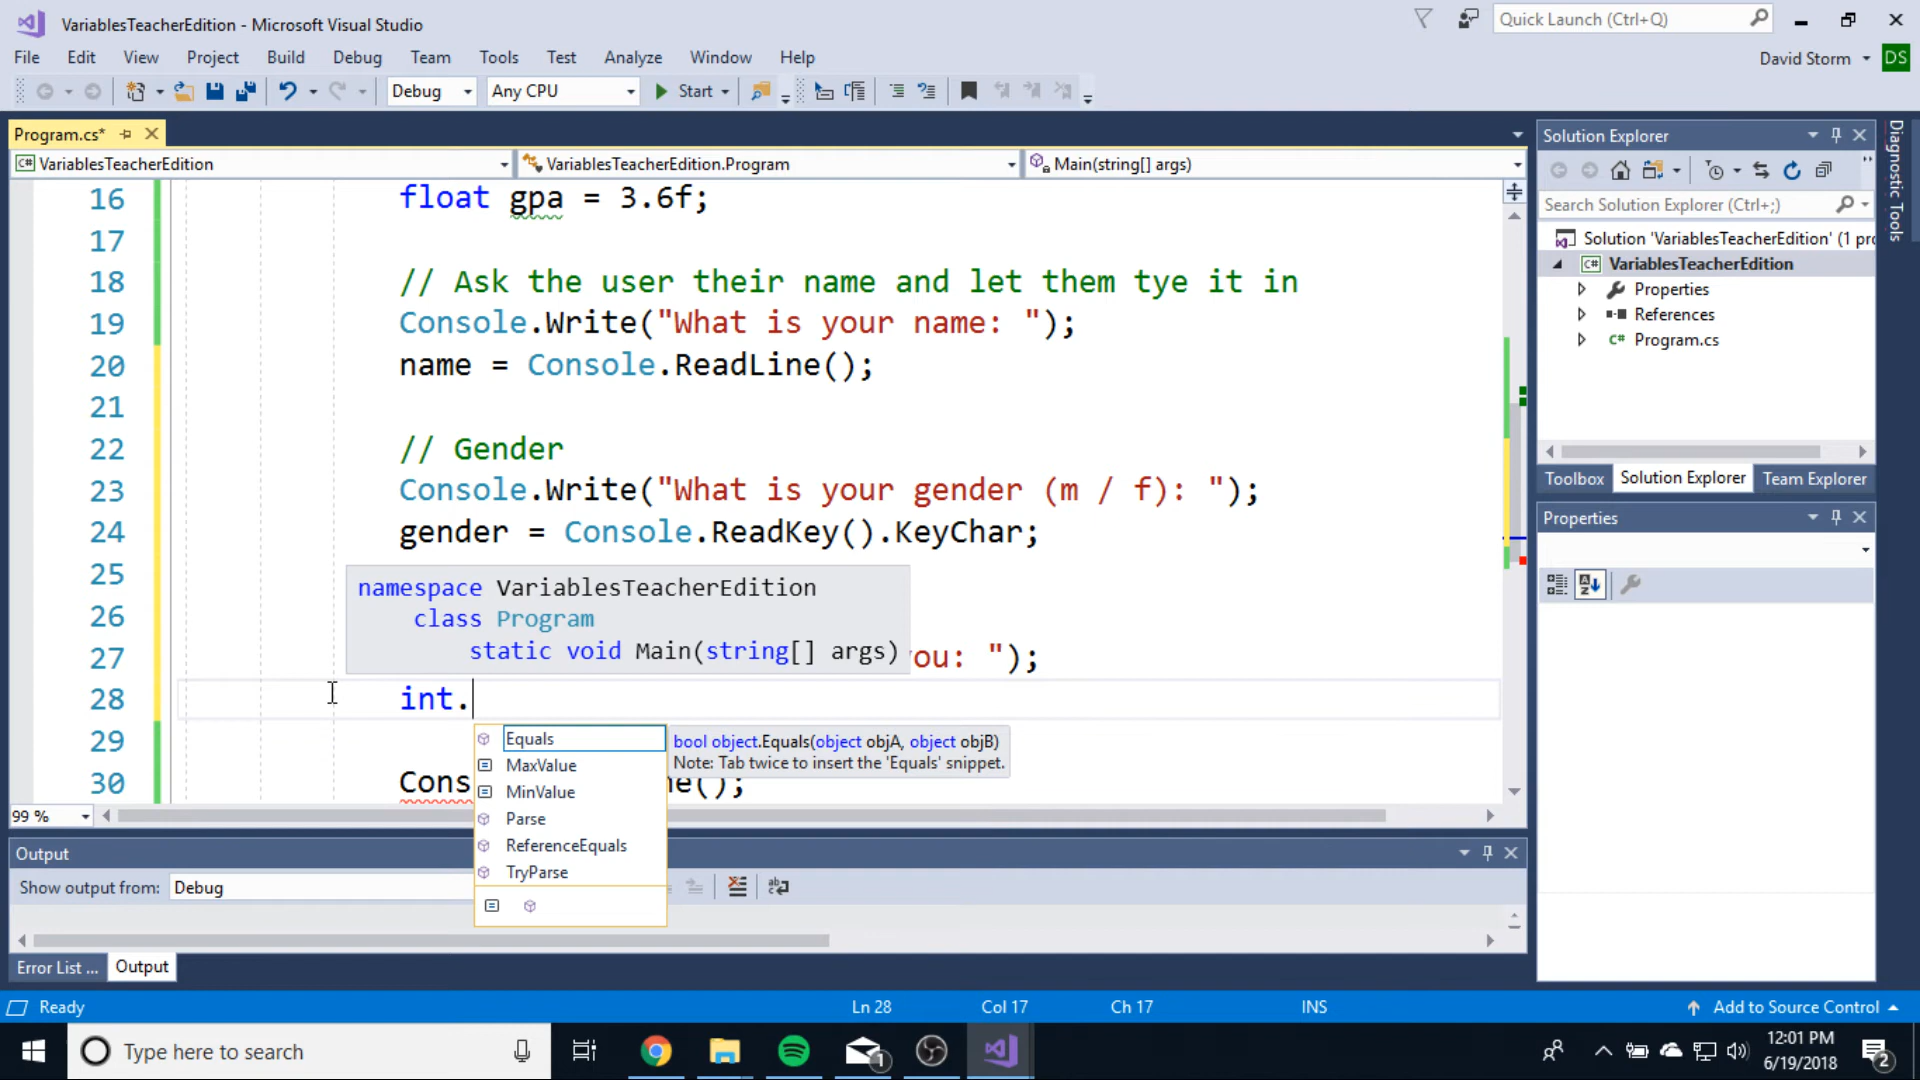 VariablesTeacherEdition - Microsoft Visual Studio
Quick Launch (Ctrl+Q)
File Edit View Project Build Debug Team Tools Test Analyze Window Help
David Storm DS
Debug Any CPU Start
Program.cs*
VariablesTeacherEdition VariablesTeacherEdition.Program Main(string[] args)
16 float gpa = 3.6f;
17
18 // Ask the user their name and let them tye it in
19 Console.Write("What is your name: ");
20 name = Console.ReadLine();
21
22 // Gender
23 Console.Write("What is your gender (m / f): ");
24 gender = Console.ReadKey().KeyChar;
25
26
namespace VariablesTeacherEdition
class Program
static void Main(string[] args)
27 you: ");
28 int.
29
30 Cons ne();
Equals
MaxValue
MinValue
Parse
ReferenceEquals
TryParse
bool object.Equals(object objA, object objB)
Note: Tab twice to insert the 'Equals' snippet.
99 %
Output
Show output from: Debug
Error List ... Output
Solution Explorer
Search Solution Explorer (Ctrl+;)
Solution 'VariablesTeacherEdition' (1 pro
C# VariablesTeacherEdition
Properties
References
C# Program.cs
Toolbox Solution Explorer Team Explorer
Properties
Diagnostic Tools
Ready Ln 28 Col 17 Ch 17 INS Add to Source Control
Type here to search
1
12:01 PM
6/19/2018
2